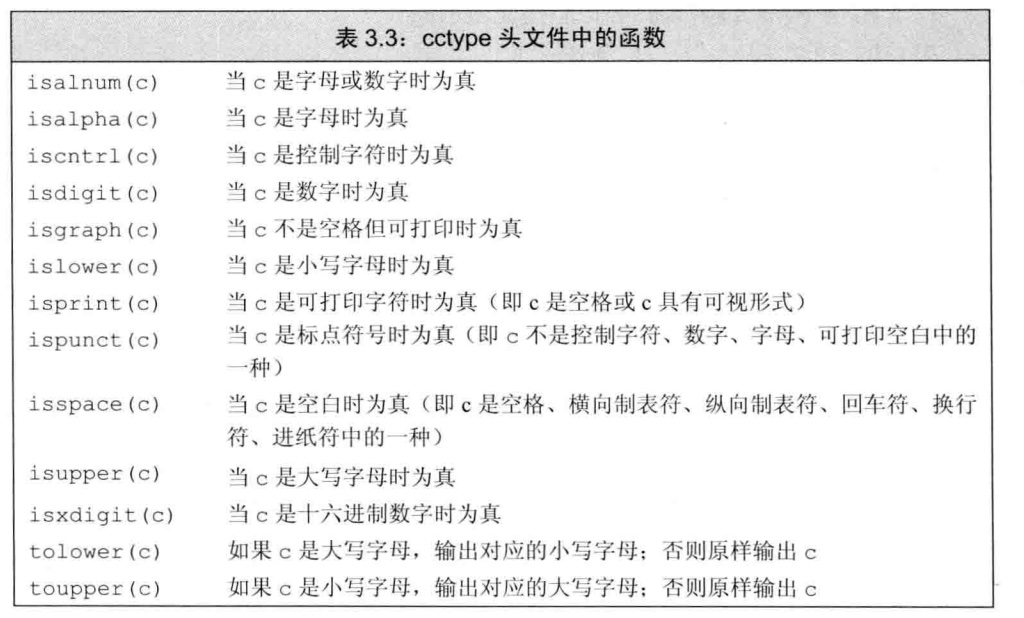 表 3.3：cctype 头文件中的函数
isalnum(c) 当 c 是字母或数字时为真
isalpha(c) 当 c 是字母时为真
iscntrl(c) 当 c 是控制字符时为真
isdigit(c) 当 c 是数字时为真
isgraph(c) 当 c 不是空格但可打印时为真
islower(c) 当 c 是小写字母时为真
isprint(c) 当 c 是可打印字符时为真（即 c 是空格或 c 具有可视形式）
ispunct(c) 当 c 是标点符号时为真（即 c 不是控制字符、数字、字母、可打印空白中的
一种）
isspace(c) 当 c 是空白时为真（即 c 是空格、横向制表符、纵向制表符、回车符、换行
符、进纸符中的一种）
isupper(c) 当 c 是大写字母时为真
isxdigit(c) 当 c 是十六进制数字时为真
tolower(c) 如果 c 是大写字母，输出对应的小写字母；否则原样输出 c
toupper(c) 如果 c 是小写字母，输出对应的大写字母；否则原样输出 c